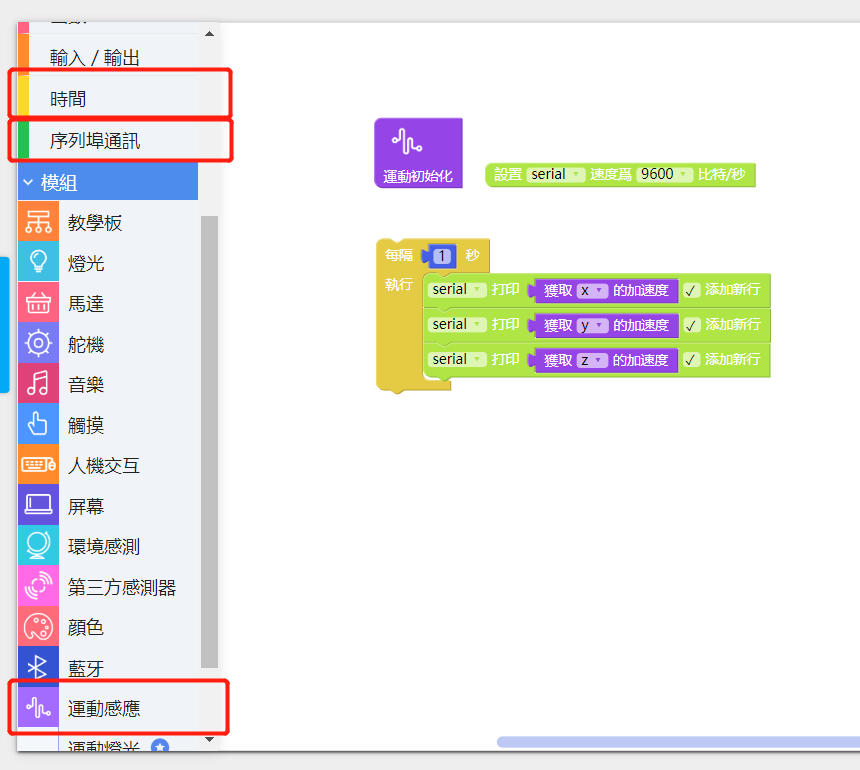 輸入 / 輸出
時間
序列埠通訊
模組
教學板
燈光
馬達
舵機
音樂
觸摸
人機交互
屏幕
環境感測
第三方感測器
顏色
藍牙
運動感應
運動燈光
運動初始化
設置 serial 速度爲 9600 比特/秒
每隔 1 秒
執行
serial 打印 獲取 x 的加速度 ✓ 添加新行
serial 打印 獲取 y 的加速度 ✓ 添加新行
serial 打印 獲取 z 的加速度 ✓ 添加新行